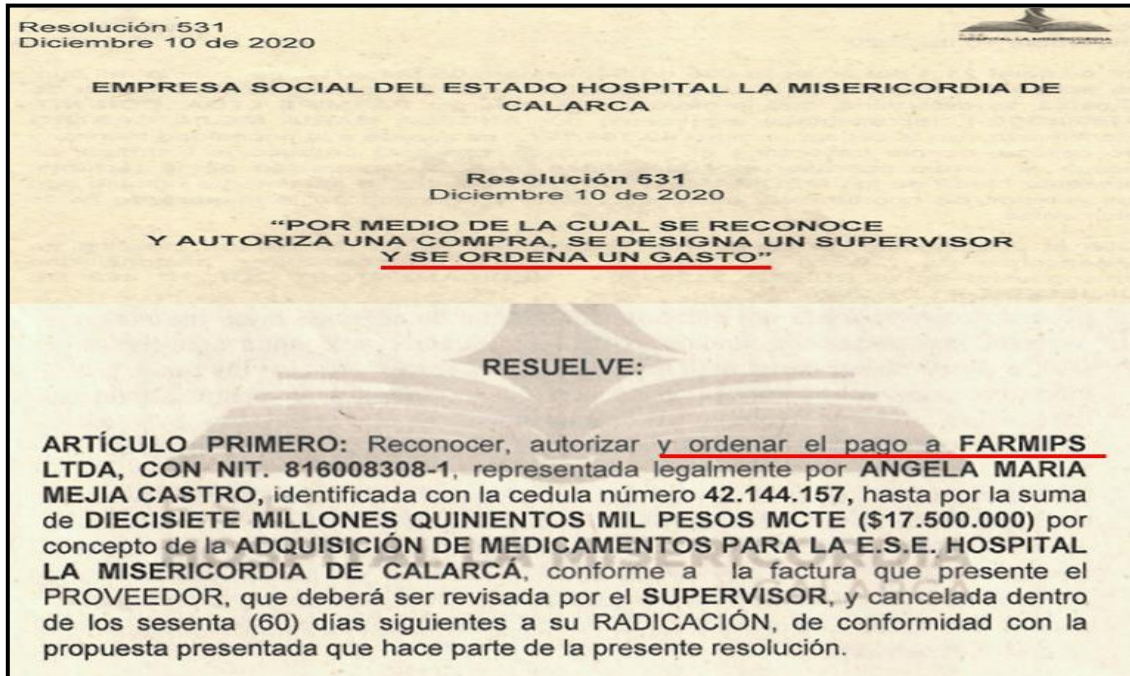 Resolución 531
Diciembre 10 de 2020
HOSPITAL LA MISERICORDIA
EMPRESA SOCIAL DEL ESTADO HOSPITAL LA MISERICORDIA DE
CALARCA
Resolución 531
Diciembre 10 de 2020
“POR MEDIO DE LA CUAL SE RECONOCE
Y AUTORIZA UNA COMPRA, SE DESIGNA UN SUPERVISOR
Y SE ORDENA UN GASTO”
RESUELVE:
ARTÍCULO PRIMERO: Reconocer, autorizar y ordenar el pago a FARMIPS
LTDA, CON NIT. 816008308-1, representada legalmente por ANGELA MARIA
MEJIA CASTRO, identificada con la cedula número 42.144.157, hasta por la suma
de DIECISIETE MILLONES QUINIENTOS MIL PESOS MCTE ($17.500.000) por
concepto de la ADQUISICIÓN DE MEDICAMENTOS PARA LA E.S.E. HOSPITAL
LA MISERICORDIA DE CALARCÁ, conforme a la factura que presente el
PROVEEDOR, que deberá ser revisada por el SUPERVISOR, y cancelada dentro
de los sesenta (60) días siguientes a su RADICACIÓN, de conformidad con la
propuesta presentada que hace parte de la presente resolución.